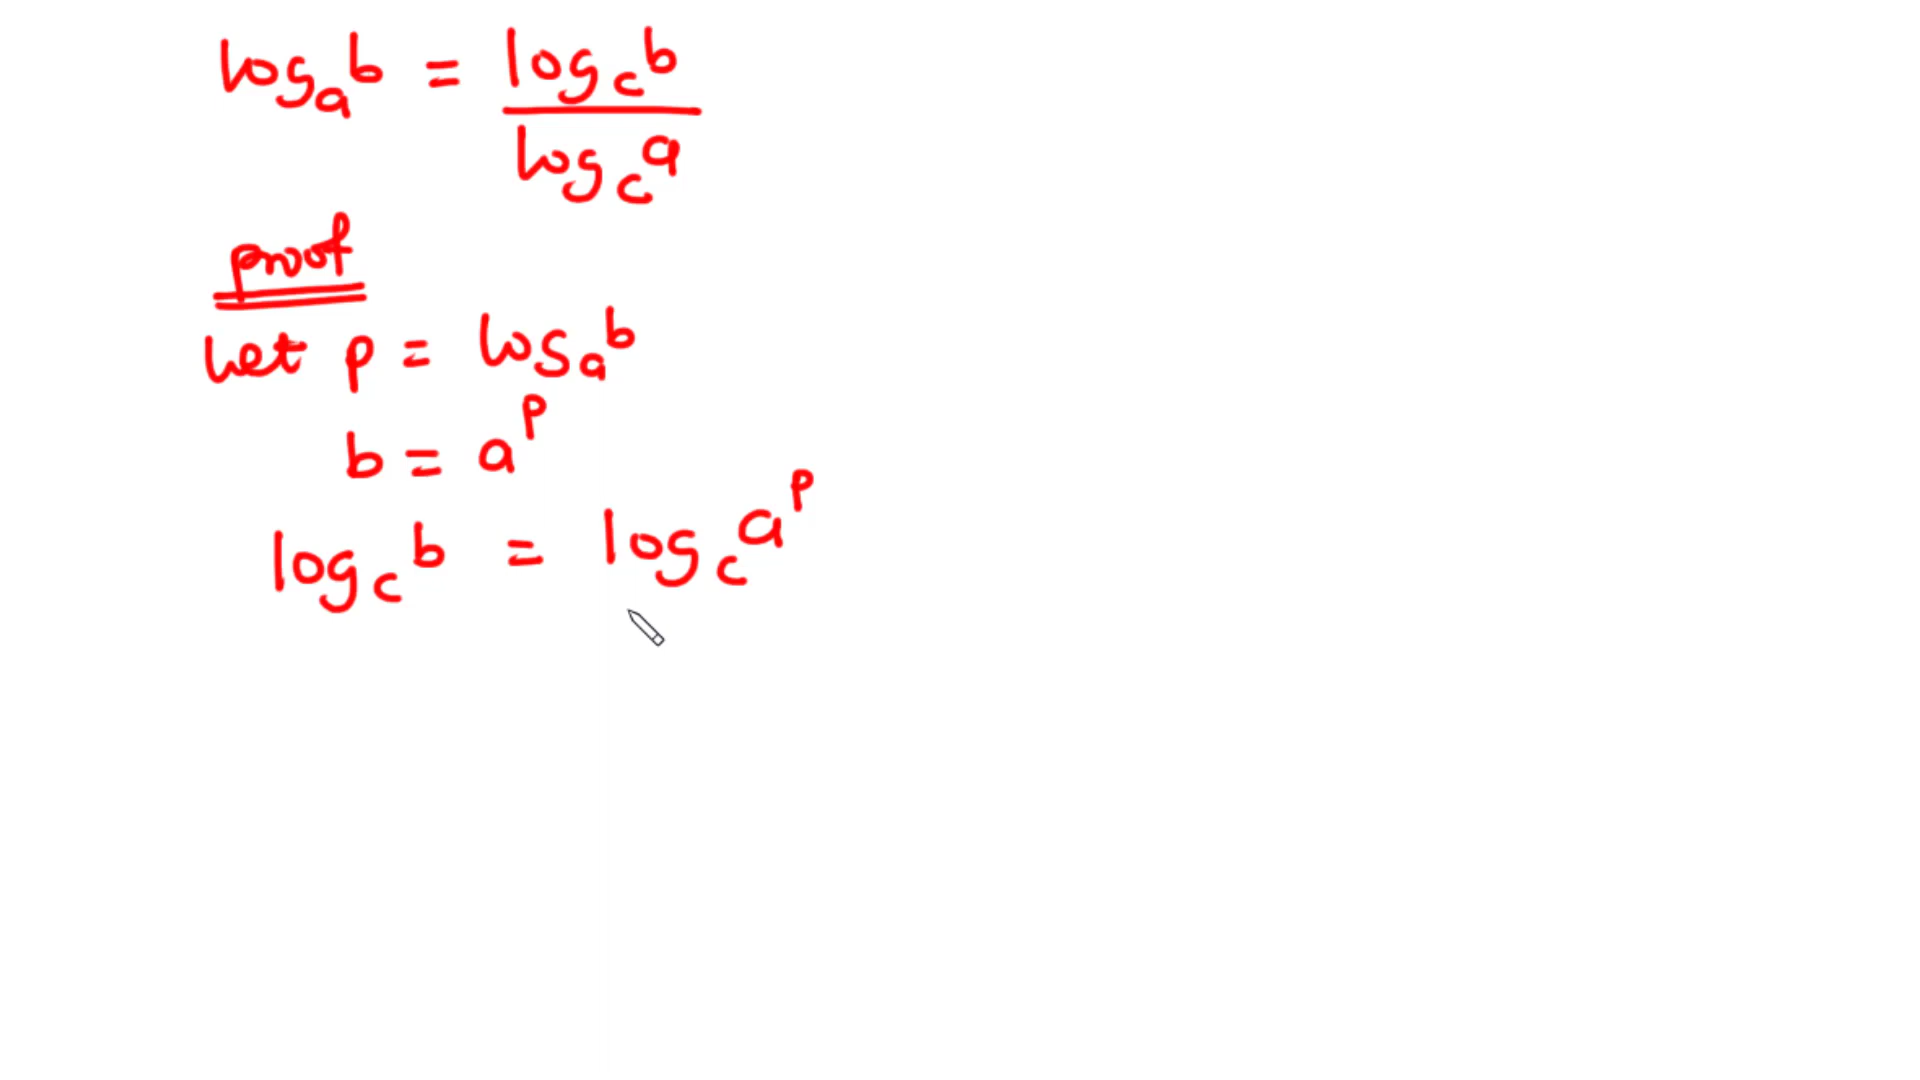 log_a b = log_c b / log_c a
proof
Let p = log_a b
b = a^p
log_c b = log_c a^p